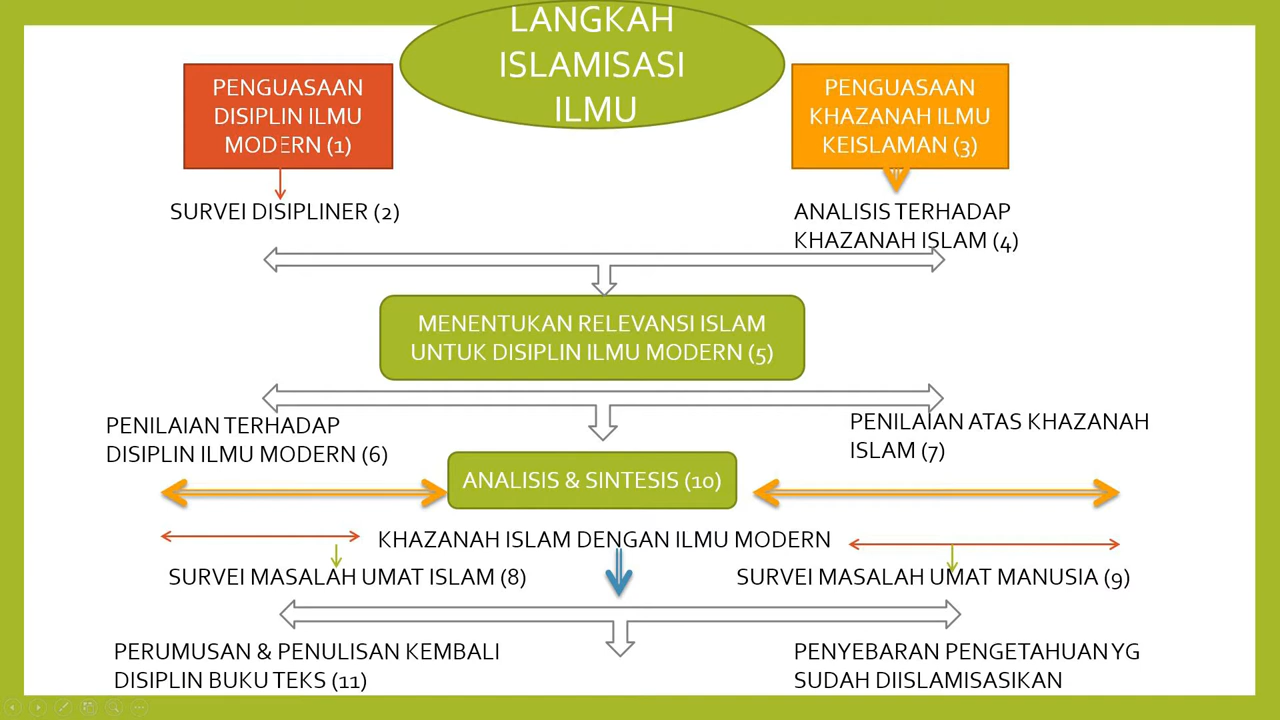 LANGKAH
ISLAMISASI
ILMU
PENGUASAAN
DISIPLIN ILMU
MODERN (1)
PENGUASAAN
KHAZANAH ILMU
KEISLAMAN (3)
SURVEI DISIPLINER (2)
ANALISIS TERHADAP
KHAZANAH ISLAM (4)
MENENTUKAN RELEVANSI ISLAM
UNTUK DISIPLIN ILMU MODERN (5)
PENILAIAN TERHADAP
DISIPLIN ILMU MODERN (6)
PENILAIAN ATAS KHAZANAH
ISLAM (7)
ANALISIS & SINTESIS (10)
KHAZANAH ISLAM DENGAN ILMU MODERN
SURVEI MASALAH UMAT ISLAM (8)
SURVEI MASALAH UMAT MANUSIA (9)
PERUMUSAN & PENULISAN KEMBALI
DISIPLIN BUKU TEKS (11)
PENYEBARAN PENGETAHUAN YG
SUDAH DIISLAMISASIKAN